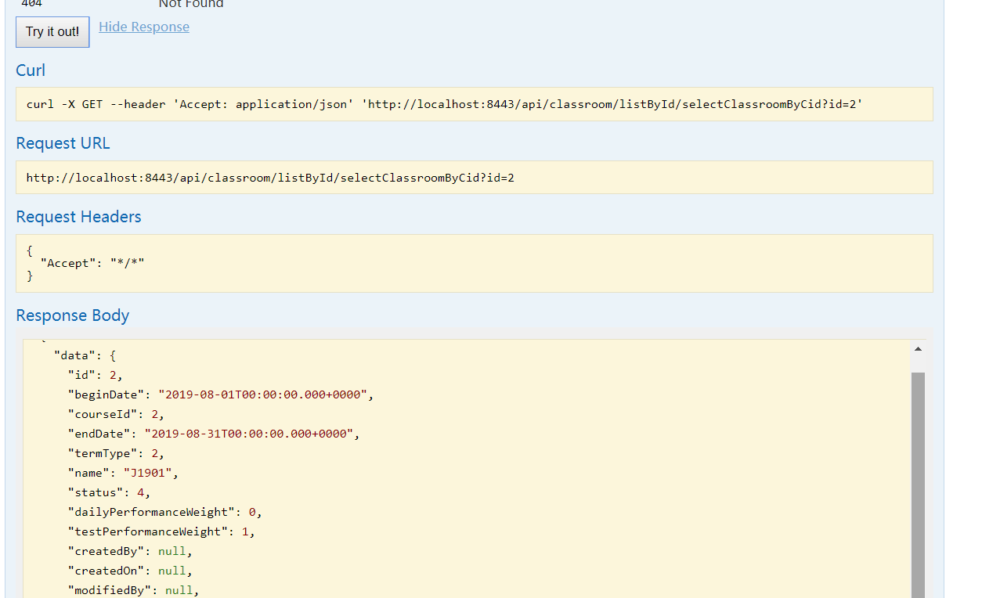 404 Not Found
Try it out! Hide Response
Curl
curl -X GET --header 'Accept: application/json' 'http://localhost:8443/api/classroom/listById/selectClassroomByCid?id=2'
Request URL
http://localhost:8443/api/classroom/listById/selectClassroomByCid?id=2
Request Headers
{
"Accept": "*/*"
}
Response Body
"data": {
"id": 2,
"beginDate": "2019-08-01T00:00:00.000+0000",
"courseId": 2,
"endDate": "2019-08-31T00:00:00.000+0000",
"termType": 2,
"name": "J1901",
"status": 4,
"dailyPerformanceWeight": 0,
"testPerformanceWeight": 1,
"createdBy": null,
"createdOn": null,
"modifiedBy": null,